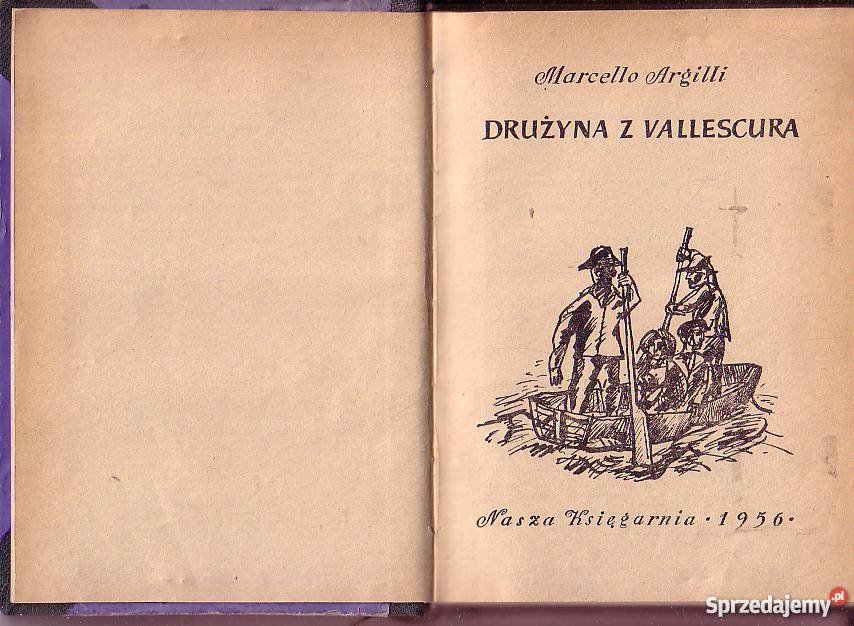 Marcello Argilli
DRUŻYNA Z VALLESCURA
Nasza Księgarnia · 1956 ·
Sprzedajemy.pl